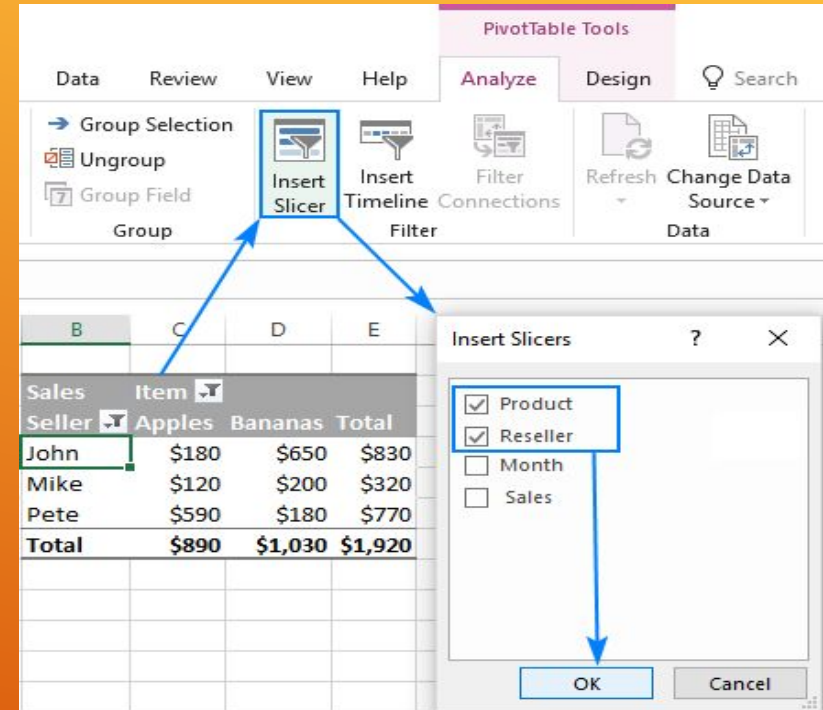 PivotTable Tools
Data Review View Help Analyze Design Search
Group Selection
Ungroup
7 Group Field
Group
Insert
Slicer
Insert
Timeline
Filter
Connections
Filter
Refresh
Change Data
Source
Data
B C D E
Sales Item
Seller Apples Bananas Total
John $180 $650 $830
Mike $120 $200 $320
Pete $590 $180 $770
Total $890 $1,030 $1,920
Insert Slicers ?
Product
Reseller
Month
Sales
OK Cancel